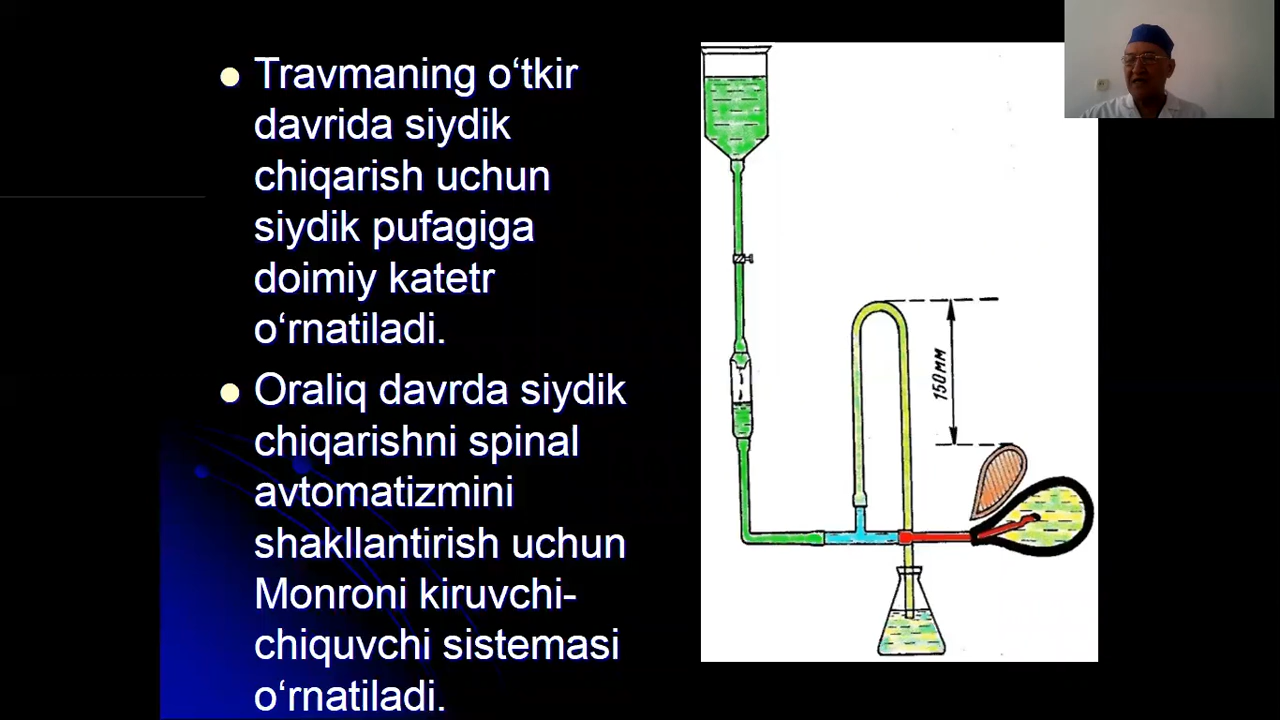 Travmaning o‘tkir
davrida siydik
chiqarish uchun
siydik pufagiga
doimiy katetr
o‘rnatiladi.
Oraliq davrda siydik
chiqarishni spinal
avtomatizmini
shakllantirish uchun
Monroni kiruvchi-
chiquvchi sistemasi
o‘rnatiladi.
150мм